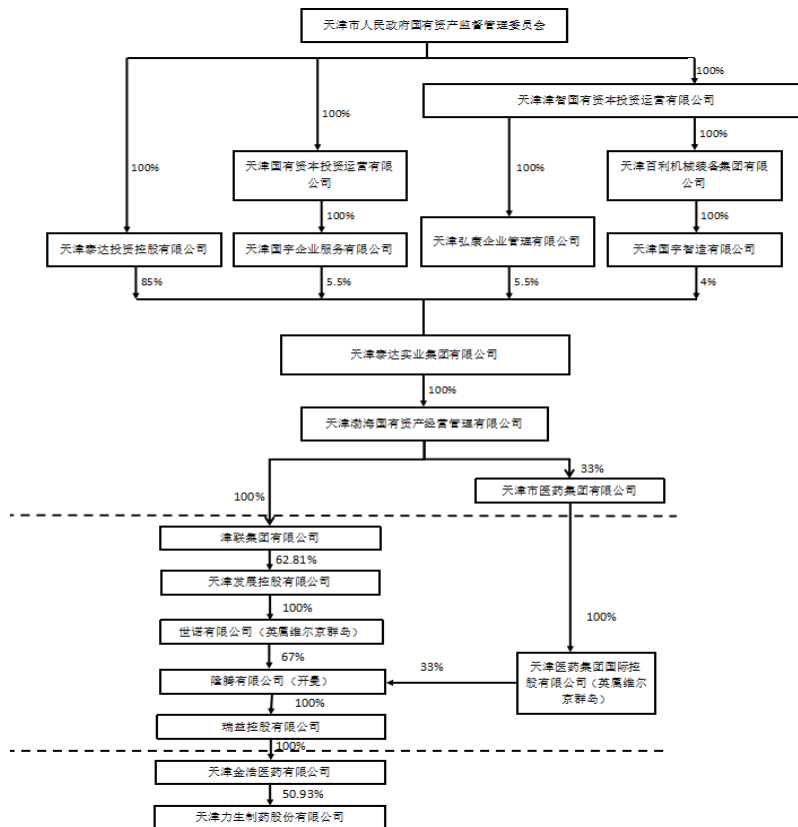 天津市人民政府国有资产监督管理委员会
100%
天津津智国有资本投资运营有限公司
100%
100%
100%
100%
天津国有资本投资运营有限
公司
天津百利机械装备集团有限
公司
100%
100%
天津泰达投资控股有限公司
天津国宇企业服务有限公司
天津弘康企业管理有限公司
天津国宇智造有限公司
85%
5.5%
5.5%
4%
天津泰达实业集团有限公司
100%
天津渤海国有资产经营管理有限公司
33%
天津市医药集团有限公司
100%
津联集团有限公司
62.81%
天津发展控股有限公司
100%
100%
世诺有限公司（英属维尔京群岛）
67%
33%
隆腾有限公司（开曼）
天津医药集团国际控
股有限公司（英属维尔
京群岛）
100%
瑞益控股有限公司
100%
天津金浩医药有限公司
50.93%
天津力生制药股份有限公司